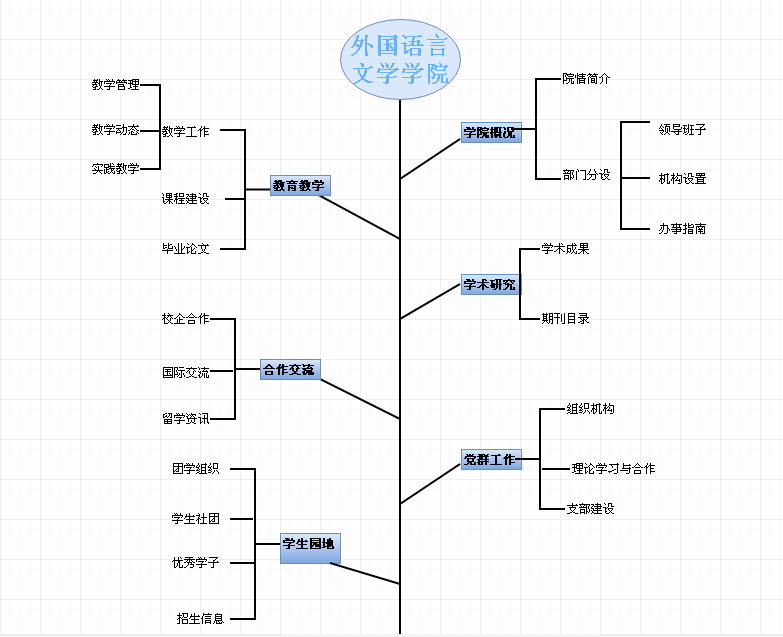 外国语言
文学学院
院情简介
学院概况
部门分设
领导班子
机构设置
办事指南
教学管理
教学动态
实践教学
教学工作
课程建设
毕业论文
教育教学
学术研究
学术成果
期刊目录
校企合作
国际交流
留学资讯
合作交流
党群工作
组织机构
理论学习与合作
支部建设
团学组织
学生社团
优秀学子
招生信息
学生园地